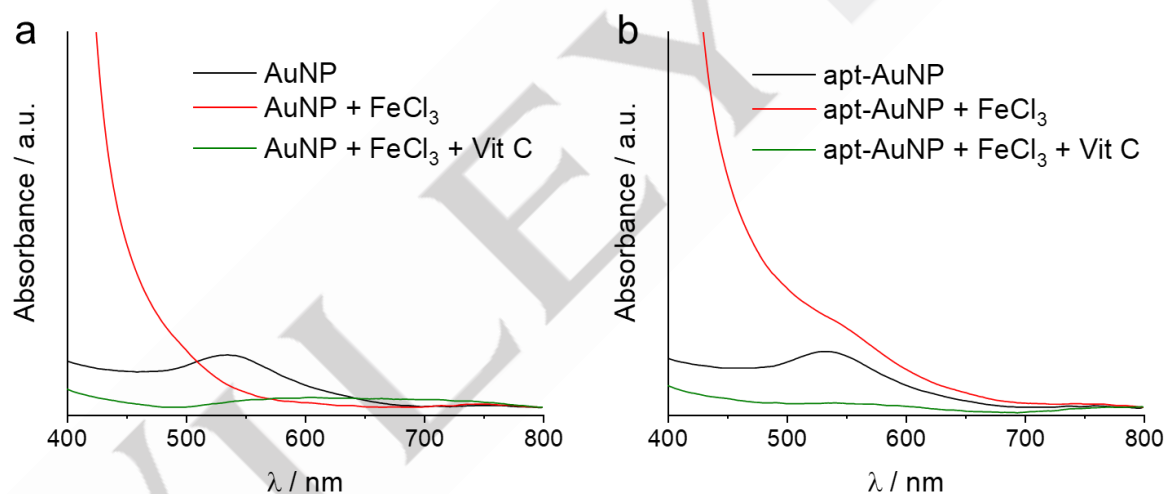 a
AuNP
AuNP + FeCl₃
AuNP + FeCl₃ + Vit C
Absorbance / a.u.
400 500 600 700 800
λ / nm
b
apt-AuNP
apt-AuNP + FeCl₃
apt-AuNP + FeCl₃ + Vit C
Absorbance / a.u.
400 500 600 700 800
λ / nm